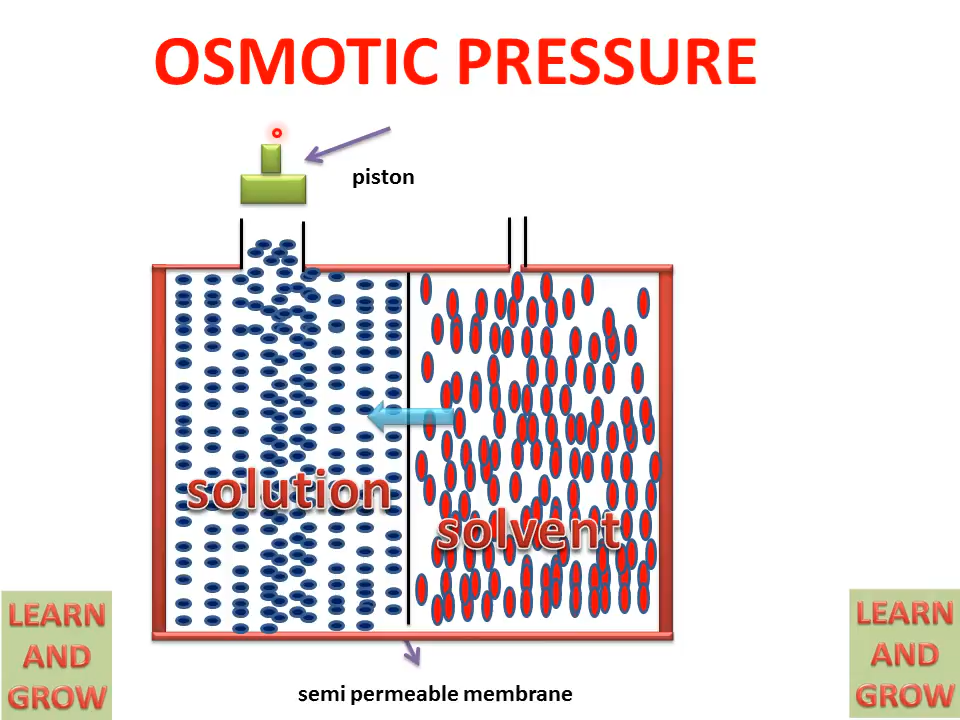 OSMOTIC PRESSURE
piston
solution
solvent
semi permeable membrane
LEARN
AND
GROW
LEARN
AND
GROW